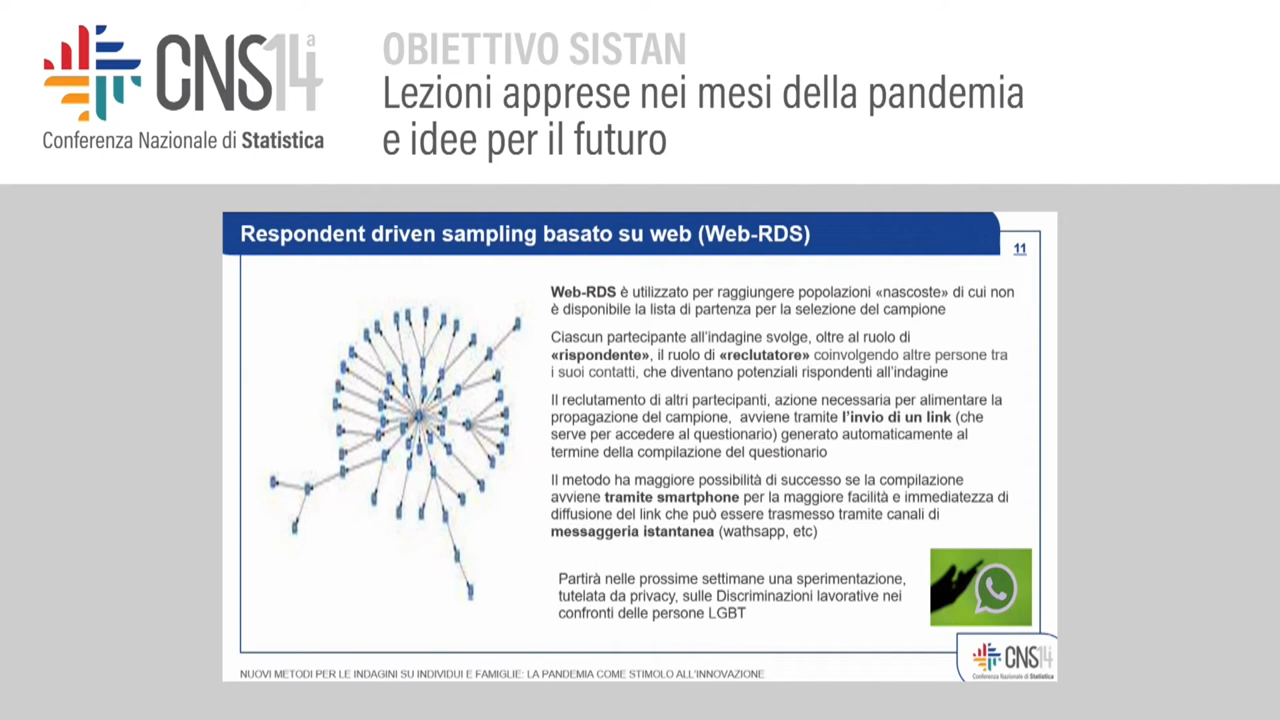 CNS14ª
Conferenza Nazionale di Statistica
OBIETTIVO SISTAN
Lezioni apprese nei mesi della pandemia
e idee per il futuro
Respondent driven sampling basato su web (Web-RDS)
11
Web-RDS è utilizzato per raggiungere popolazioni «nascoste» di cui non
è disponibile la lista di partenza per la selezione del campione
Ciascun partecipante all'indagine svolge, oltre al ruolo di
«rispondente», il ruolo di «reclutatore» coinvolgendo altre persone tra
i suoi contatti, che diventano potenziali rispondenti all'indagine
Il reclutamento di altri partecipanti, azione necessaria per alimentare la
propagazione del campione, avviene tramite l'invio di un link (che
serve per accedere al questionario) generato automaticamente al
termine della compilazione del questionario
Il metodo ha maggiore possibilità di successo se la compilazione
avviene tramite smartphone per la maggiore facilità e immediatezza di
diffusione del link che può essere trasmesso tramite canali di
messaggeria istantanea (wathsapp, etc)
Partirà nelle prossime settimane una sperimentazione,
tutelata da privacy, sulle Discriminazioni lavorative nei
confronti delle persone LGBT
CNS14ª
Conferenza Nazionale di Statistica
NUOVI METODI PER LE INDAGINI SU INDIVIDUI E FAMIGLIE: LA PANDEMIA COME STIMOLO ALL'INNOVAZIONE